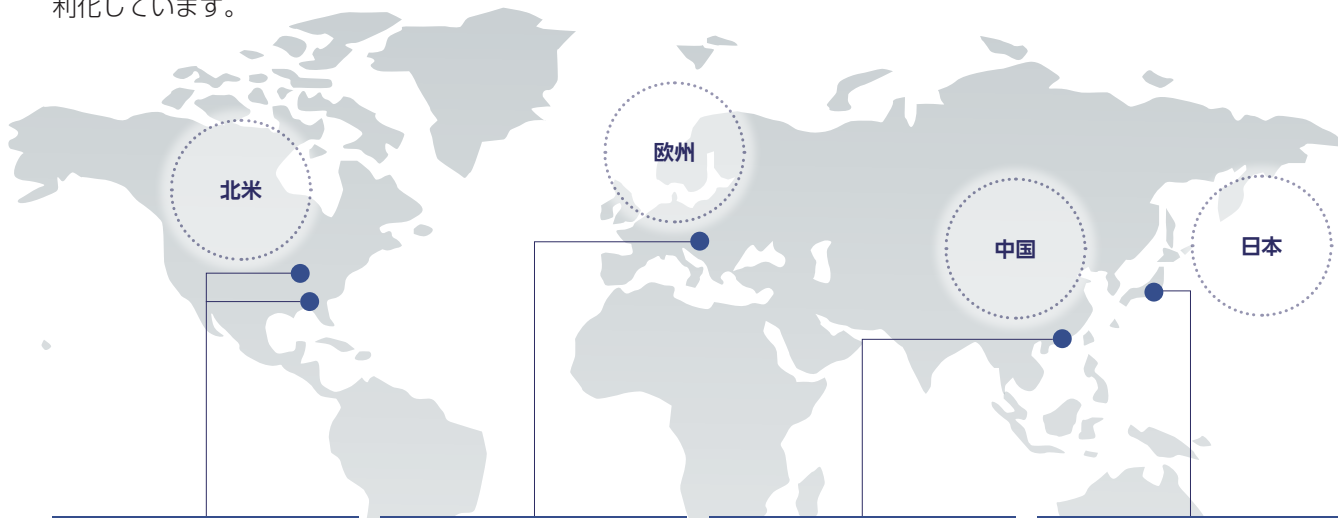 利化しています。
欧州
北米
中国
日本